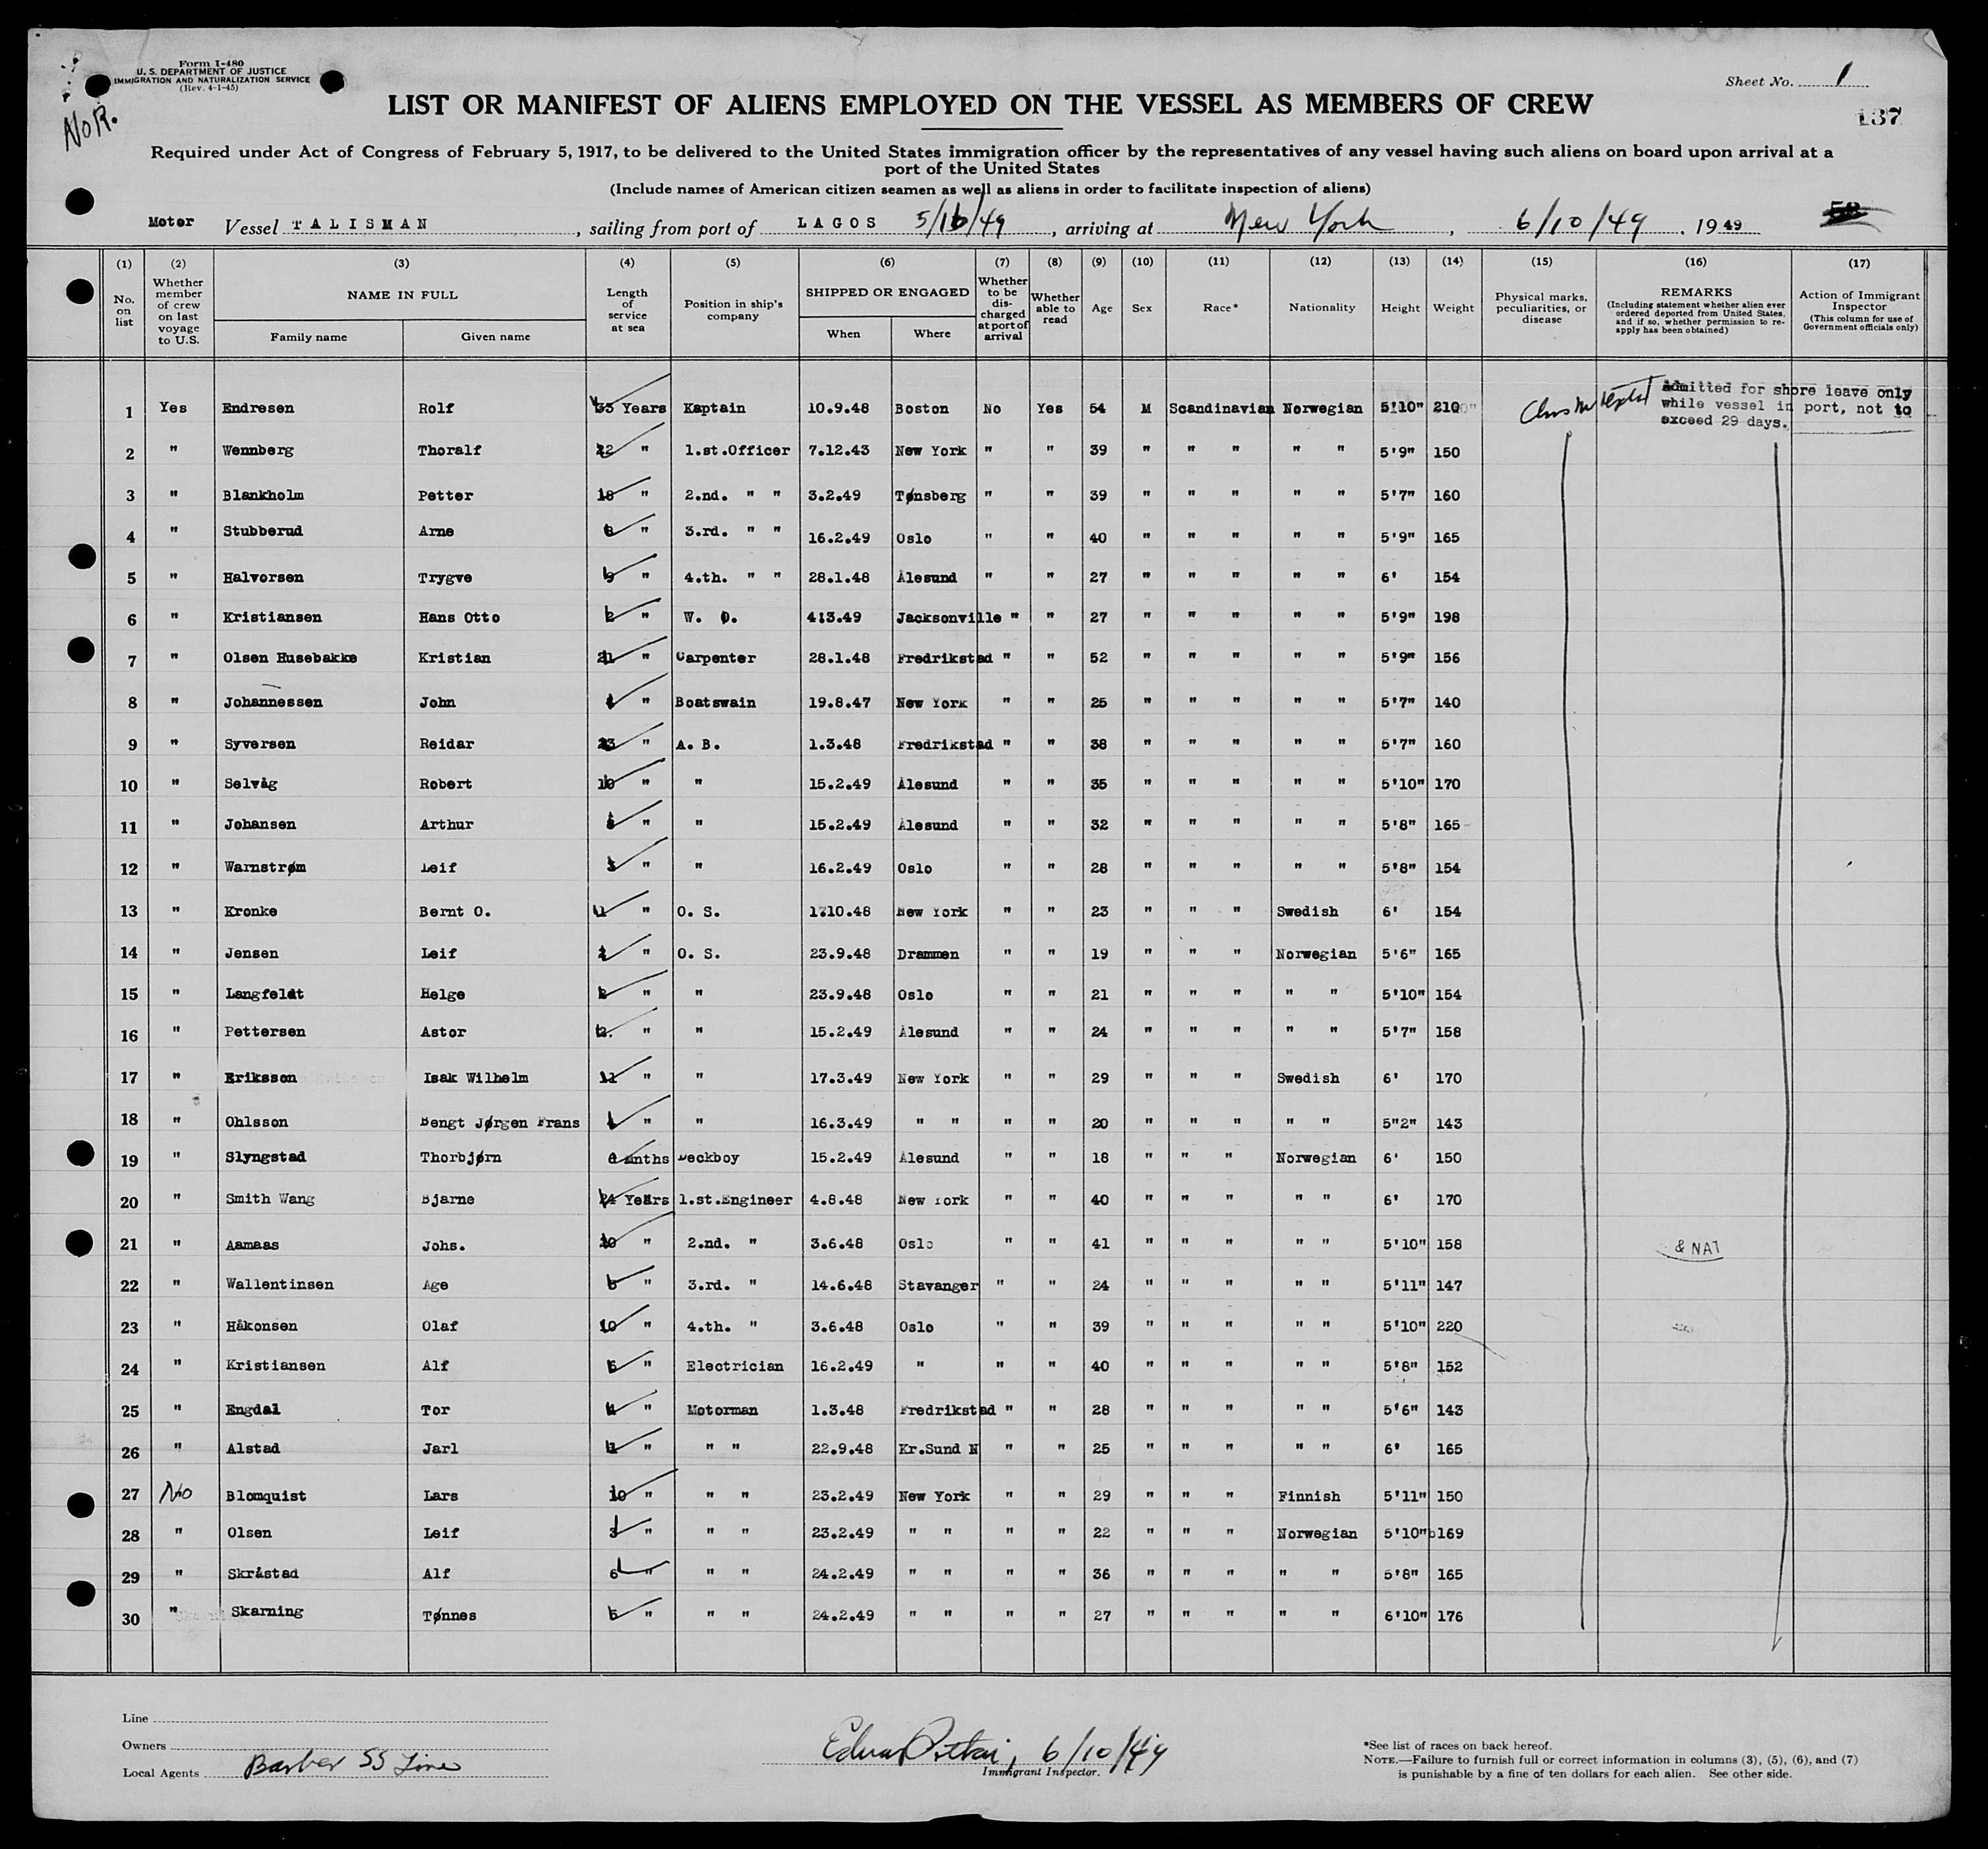 Form I-480
U. S. DEPARTMENT OF JUSTICE
IMMIGRATION AND NATURALIZATION SERVICE
(Rev. 4-1-45)
NOR.
Sheet No. 1
137
LIST OR MANIFEST OF ALIENS EMPLOYED ON THE VESSEL AS MEMBERS OF CREW
Required under Act of Congress of February 5, 1917, to be delivered to the United States immigration officer by the representatives of any vessel having such aliens on board upon arrival at a
port of the United States
(Include names of American citizen seamen as well as aliens in order to facilitate inspection of aliens)
Motor Vessel TALISMAN, sailing from port of LAGOS 5/16/49, arriving at New York, 6/10/49, 1949
(1) No. on list
(2) Whether member of crew on last voyage to U.S.
(3) NAME IN FULL
Family name
Given name
(4) Length of service at sea
(5) Position in ship's company
(6) SHIPPED OR ENGAGED
When
Where
(7) Whether to be discharged at port of arrival
(8) Whether able to read
(9) Age
(10) Sex
(11) Race*
(12) Nationality
(13) Height
(14) Weight
(15) Physical marks, peculiarities, or disease
(16) REMARKS
(Including statement whether alien ever ordered deported from United States, and if so, whether permission to re-apply has been obtained)
(17) Action of Immigrant Inspector
(This column for use of Government officials only)
1 Yes Endresen Rolf 33 Years Kaptain 10.9.48 Boston No Yes 54 M Scandinavian Norwegian 5'10" 210
Admitted for shore leave only
while vessel in port, not to
exceed 29 days.
2 " Wennberg Thoralf 22 " 1.st.Officer 7.12.43 New York " " 39 " " " " " 5'9" 150
3 " Blankholm Petter 18 " 2.nd. " " 3.2.49 Tønsberg " " 39 " " " " " 5'7" 160
4 " Stubberud Arne 8 " 3.rd. " " 16.2.49 Oslo " " 40 " " " " " 5'9" 165
5 " Halvorsen Trygve 9 " 4.th. " " 28.1.48 Ålesund " " 27 " " " " " 6' 154
6 " Kristiansen Hans Otto 2 " W. O. 4.3.49 Jacksonville " " 27 " " " " " 5'9" 198
7 " Olsen Husebakke Kristian 21 " Carpenter 28.1.48 Fredrikstad " " 52 " " " " " 5'9" 156
8 " Johannessen John " Boatswain 19.8.47 New York " " 25 " " " " " 5'7" 140
9 " Syversen Reidar 23 " A. B. 1.3.48 Fredrikstad " " 38 " " " " " 5'7" 160
10 " Selvåg Robert 10 " " 15.2.49 Ålesund " " 35 " " " " " 5'10" 170
11 " Johansen Arthur " " 15.2.49 Ålesund " " 32 " " " " " 5'8" 165
12 " Warnstrøm Leif 3 " " 16.2.49 Oslo " " 28 " " " " " 5'8" 154
13 " Kronke Bernt O. " O. S. 1.10.48 New York " " 23 " " " Swedish 6' 154
14 " Jensen Leif " O. S. 23.9.48 Drammen " " 19 " " " Norwegian 5'6" 165
15 " Langfeldt Helge 2 " " 23.9.48 Oslo " " 21 " " " " " 5'10" 154
16 " Pettersen Astor 2. " " 15.2.49 Ålesund " " 24 " " " " " 5'7" 158
17 " Eriksson Isak Wilhelm 11 " " 17.3.49 New York " " 29 " " " Swedish 6' 170
18 " Ohlsson Bengt Jørgen Frans " " 16.3.49 " " " " 20 " " " " " 5"2" 143
19 " Slyngstad Thorbjørn mnths Deckboy 15.2.49 Ålesund " " 18 " " " Norwegian 6' 150
20 " Smith Wang Bjarne 24 Years 1.st.Engineer 4.8.48 New York " " 40 " " " " " 6' 170
21 " Aamaas Johs. " 2.nd. " 3.6.48 Oslo " " 41 " " " " " 5'10" 158 & NAT
22 " Wallentinsen Åge " 3.rd. " 14.6.48 Stavanger " " 24 " " " " " 5'11" 147
23 " Håkonsen Olaf 10 " 4.th. " 3.6.48 Oslo " " 39 " " " " " 5'10" 220
24 " Kristiansen Alf " Electrician 16.2.49 " " " 40 " " " " " 5'8" 152
25 " Engdal Tor 4 " Motorman 1.3.48 Fredrikstad " " 28 " " " " " 5'6" 143
26 " Alstad Jarl " " " 22.9.48 Kr.Sund N " " 25 " " " " " 6' 165
27 No Blomquist Lars 10 " " " 23.2.49 New York " " 29 " " " Finnish 5'11" 150
28 " Olsen Leif 3 " " " 23.2.49 " " " " 22 " " " Norwegian 5'10" 169
29 " Skråstad Alf 6 " " " 24.2.49 " " " " 36 " " " " " 5'8" 165
30 " Skarning Tønnes " " " 24.2.49 " " " " 27 " " " " " 6'10" 176
Line
Owners
Local Agents Barber SS Line
6/10/49
Immigrant Inspector.
*See list of races on back hereof.
NOTE.—Failure to furnish full or correct information in columns (3), (5), (6), and (7)
is punishable by a fine of ten dollars for each alien. See other side.